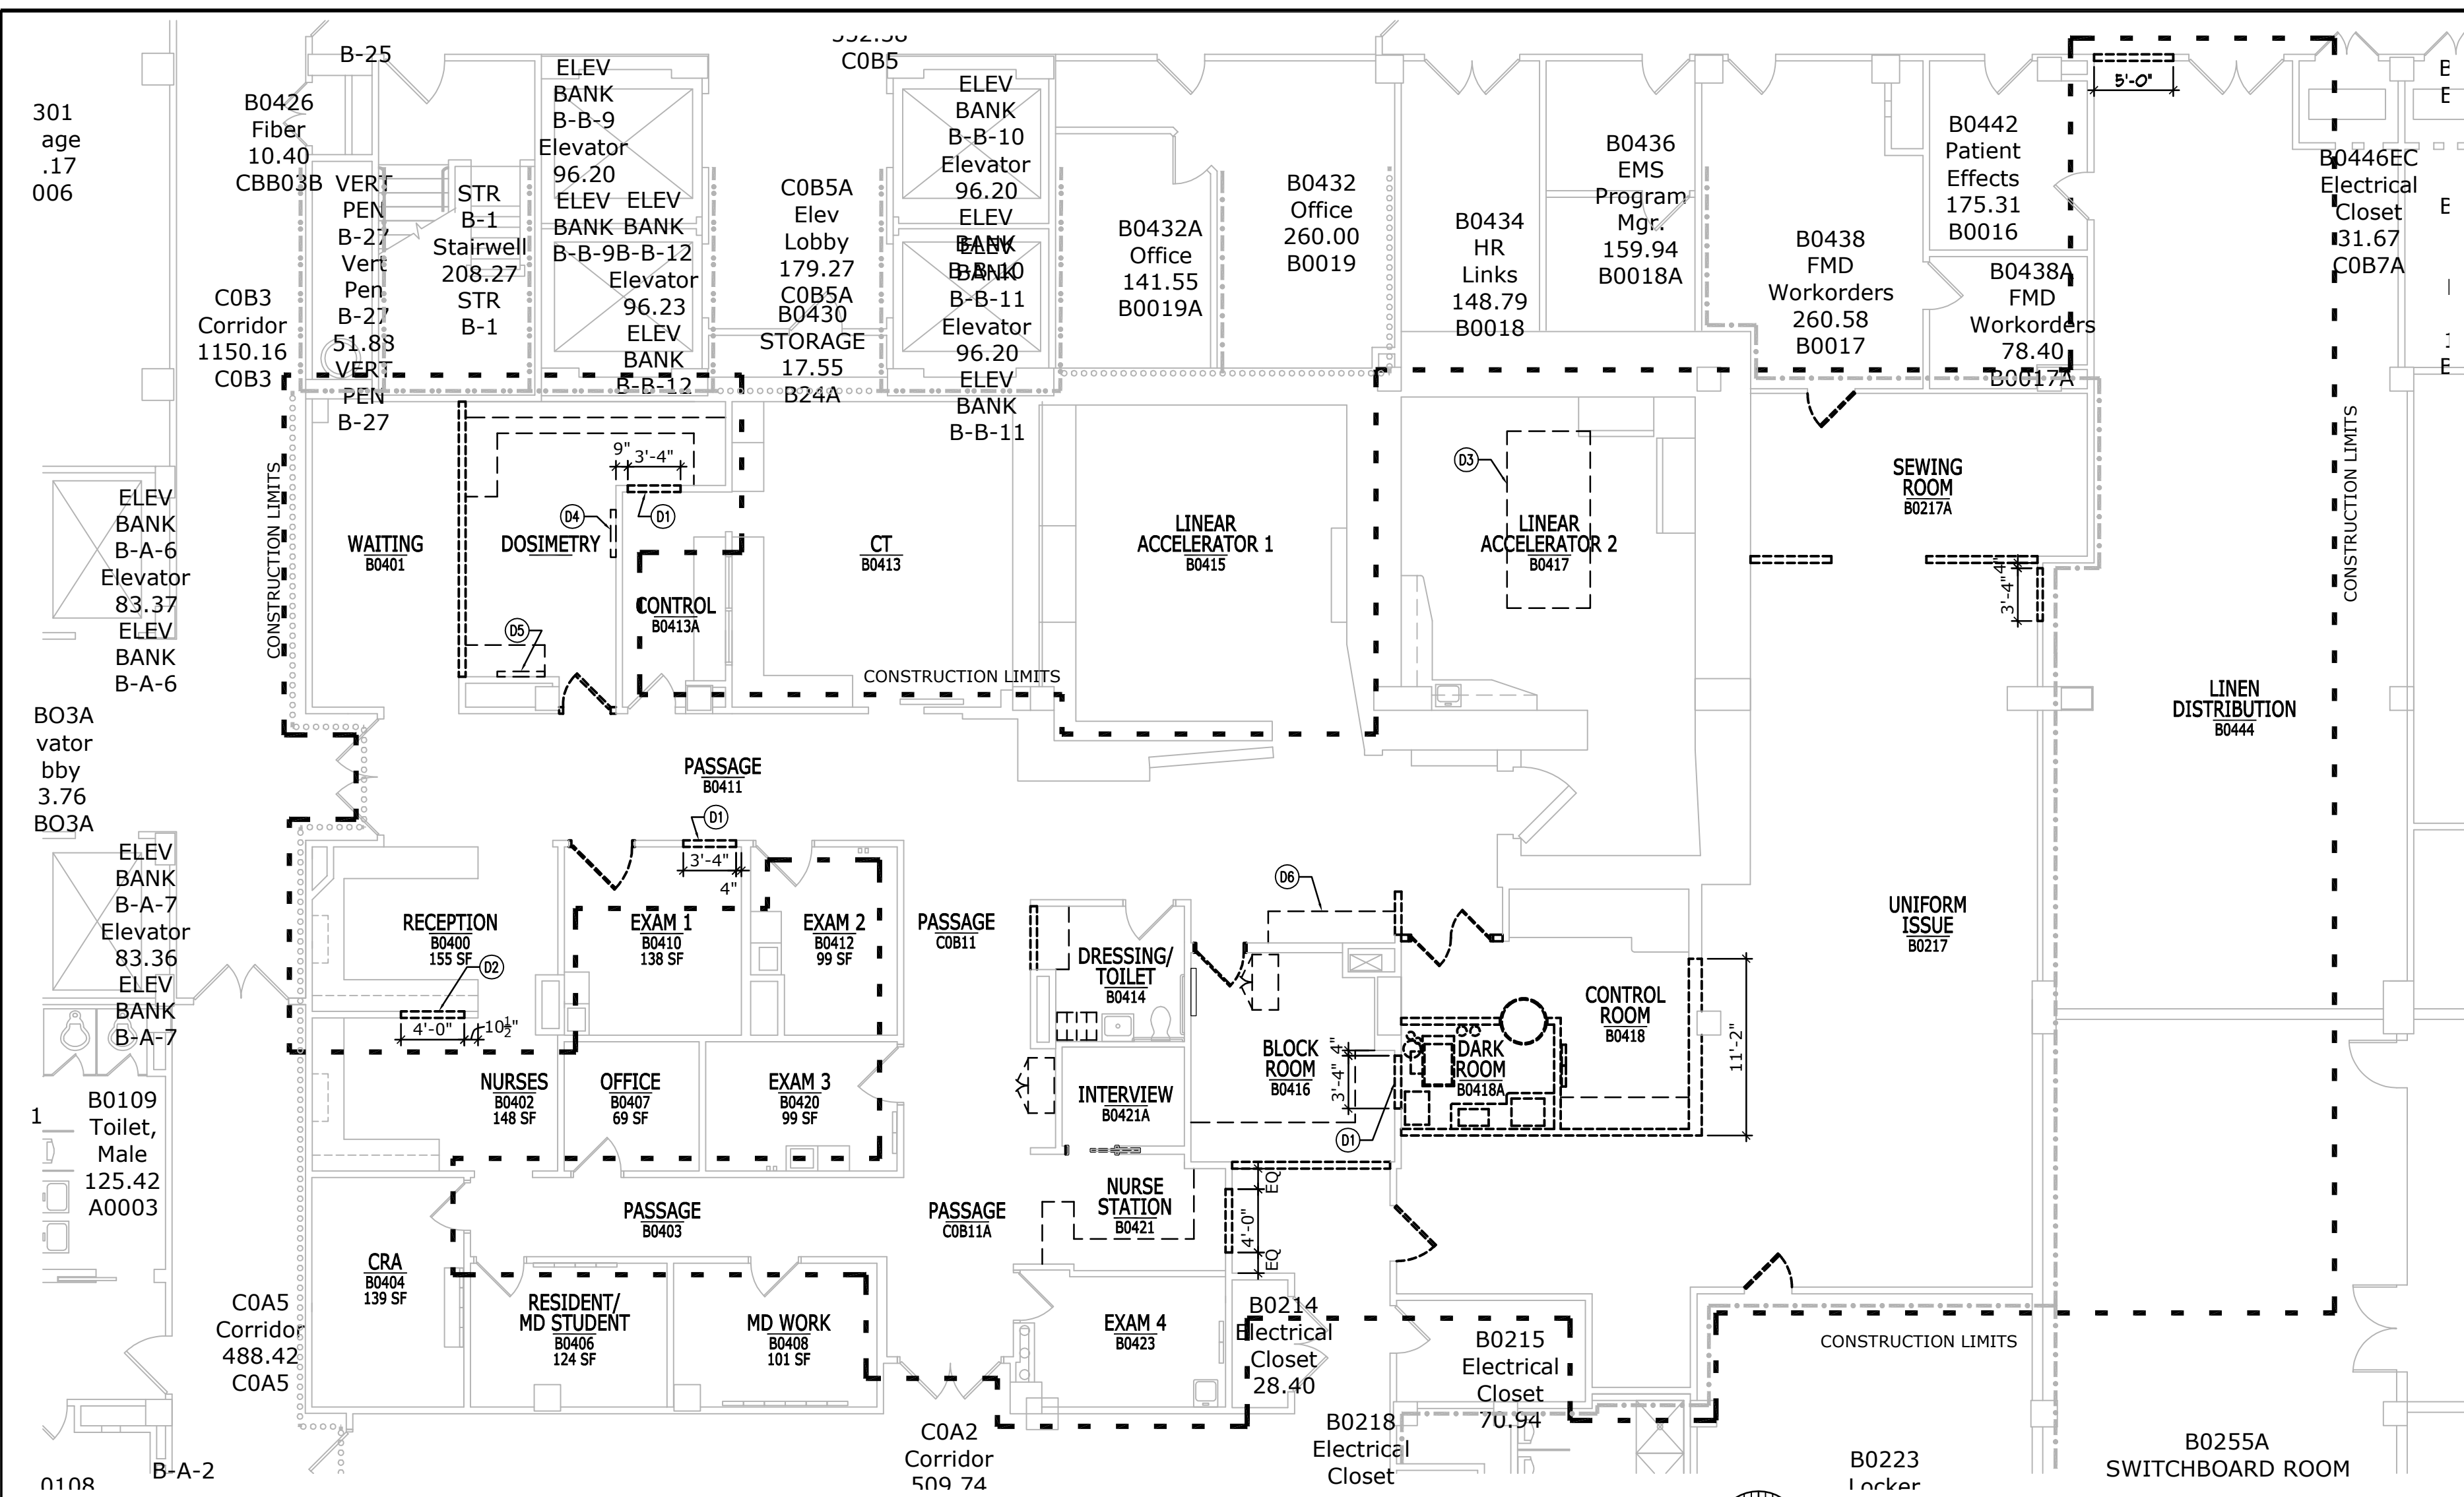 B-25
C0B5
301
age
.17
006
B0426
Fiber
10.40
CBB03B
VERT
PEN
B-27
Vert
Pen
B-27
51.88
VERT
PEN
B-27
STR
B-1
Stairwell
208.27
STR
B-1
ELEV
BANK
B-B-9
Elevator
96.20
ELEV
BANK
B-B-9
ELEV
BANK
B-B-12
Elevator
96.23
ELEV
BANK
B-B-12
C0B5A
Elev
Lobby
179.27
C0B5A
B0430
STORAGE
17.55
B24A
ELEV
BANK
B-B-10
Elevator
96.20
ELEV
BANK
B-B-10
ELEV
BANK
B-B-11
Elevator
96.20
ELEV
BANK
B-B-11
B0432A
Office
141.55
B0019A
B0432
Office
260.00
B0019
B0434
HR
Links
148.79
B0018
B0436
EMS
Program
Mgr.
159.94
B0018A
B0438
FMD
Workorders
260.58
B0017
B0442
Patient
Effects
175.31
B0016
B0438A
FMD
Workorders
78.40
B0017A
5'-0"
B0446EC
Electrical
Closet
31.67
C0B7A
C0B3
Corridor
1150.16
C0B3
CONSTRUCTION LIMITS
ELEV
BANK
B-A-6
Elevator
83.37
ELEV
BANK
B-A-6
WAITING
B0401
DOSIMETRY
9"
3'-4"
D4
D1
D5
CONTROL
B0413A
CT
B0413
CONSTRUCTION LIMITS
LINEAR
ACCELERATOR 1
B0415
D3
LINEAR
ACCELERATOR 2
B0417
SEWING
ROOM
B0217A
4"
3'-4"
CONSTRUCTION LIMITS
LINEN
DISTRIBUTION
B0444
BO3A
vator
bby
3.76
BO3A
PASSAGE
B0411
D1
3'-4"
4"
ELEV
BANK
B-A-7
Elevator
83.36
ELEV
BANK
B-A-7
RECEPTION
B0400
155 SF
D2
4'-0"
10½"
EXAM 1
B0410
138 SF
EXAM 2
B0412
99 SF
PASSAGE
C0B11
DRESSING/
TOILET
B0414
D6
UNIFORM
ISSUE
B0217
CONTROL
ROOM
B0418
11'-2"
BLOCK
ROOM
B0416
4"
3'-4"
D1
DARK
ROOM
B0418A
NURSES
B0402
148 SF
OFFICE
B0407
69 SF
EXAM 3
B0420
99 SF
INTERVIEW
B0421A
1
B0109
Toilet,
Male
125.42
A0003
PASSAGE
B0403
PASSAGE
C0B11A
NURSE
STATION
B0421
EQ
4'-0"
EQ
CRA
B0404
139 SF
RESIDENT/
MD STUDENT
B0406
124 SF
MD WORK
B0408
101 SF
EXAM 4
B0423
C0A5
Corridor
488.42
C0A5
B0214
Electrical
Closet
28.40
B0215
Electrical
Closet
70.94
CONSTRUCTION LIMITS
C0A2
Corridor
509.74
B0218
Electrical
Closet
B0223
Locker
B0255A
SWITCHBOARD ROOM
B-A-2
0108